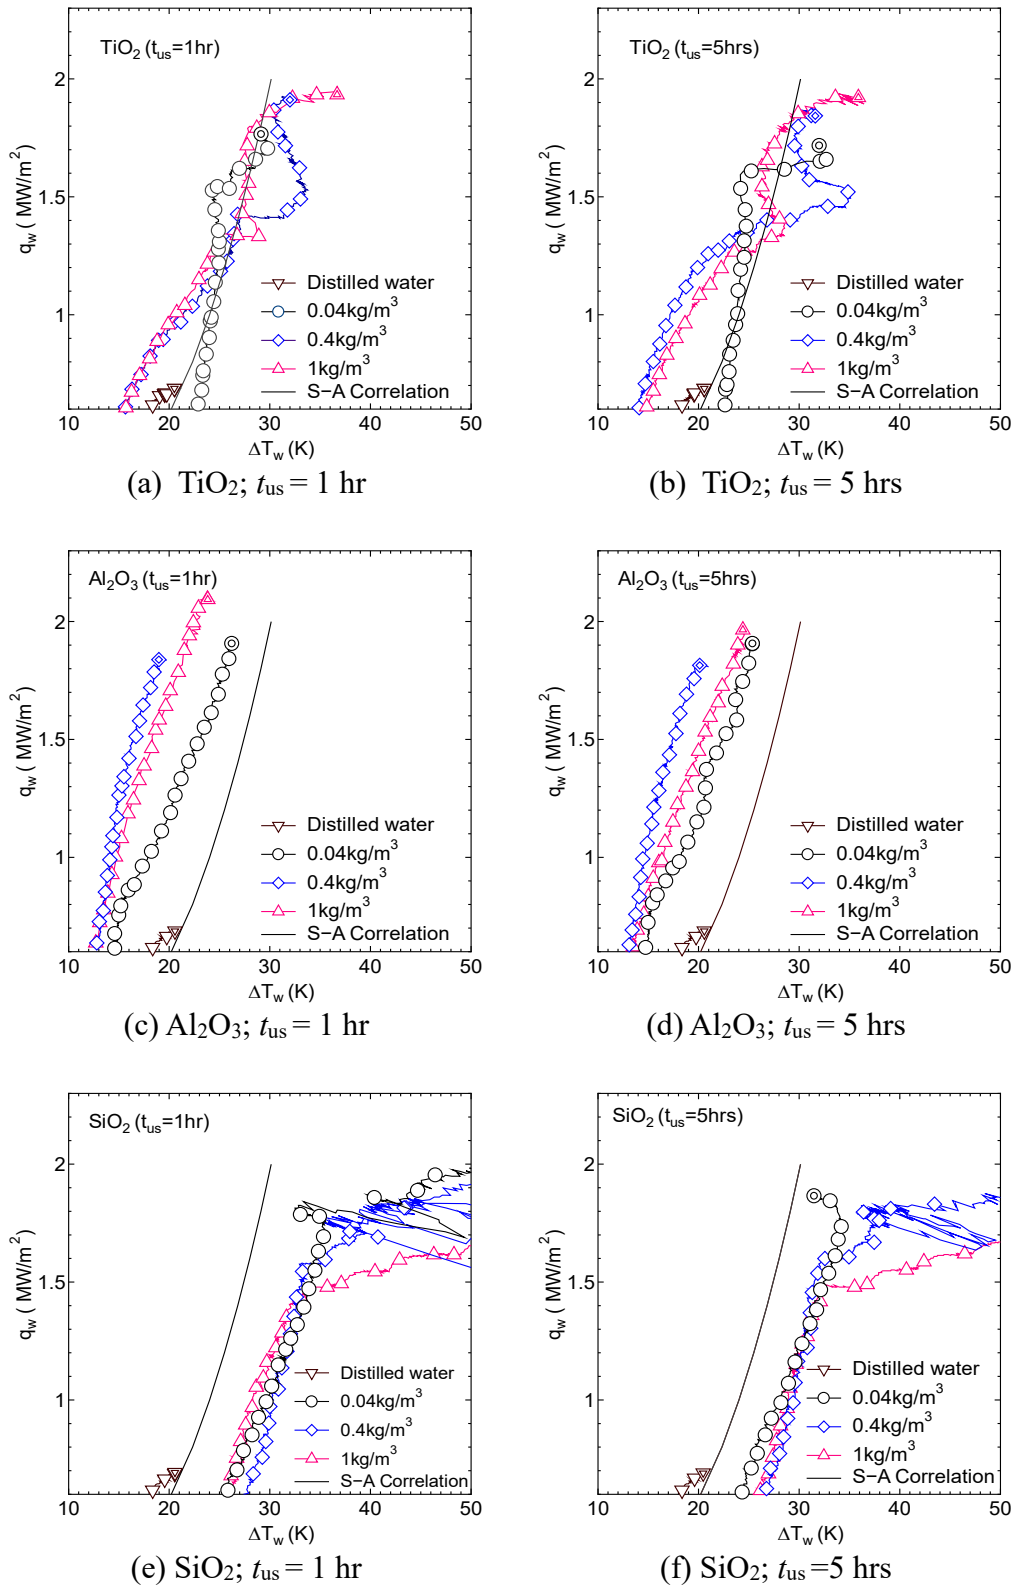 TiO2 (tus=1hr)
2
1.5
1
qw ( MW/m2)
Distilled water
0.04kg/m3
0.4kg/m3
1kg/m3
S−A Correlation
10 20 30 40 50
ΔTw (K)
(a) TiO2; tus = 1 hr
TiO2 (tus=5hrs)
2
1.5
1
qw ( MW/m2)
Distilled water
0.04kg/m3
0.4kg/m3
1kg/m3
S−A Correlation
10 20 30 40 50
ΔTw (K)
(b) TiO2; tus = 5 hrs
Al2O3 (tus=1hr)
2
1.5
1
qw ( MW/m2)
Distilled water
0.04kg/m3
0.4kg/m3
1kg/m3
S−A Correlation
10 20 30 40 50
ΔTw (K)
(c) Al2O3; tus = 1 hr
Al2O3 (tus=5hrs)
2
1.5
1
qw ( MW/m2)
Distilled water
0.04kg/m3
0.4kg/m3
1kg/m3
S−A Correlation
10 20 30 40 50
ΔTw (K)
(d) Al2O3; tus = 5 hrs
SiO2 (tus=1hr)
2
1.5
1
qw ( MW/m2)
Distilled water
0.04kg/m3
0.4kg/m3
1kg/m3
S−A Correlation
10 20 30 40 50
ΔTw (K)
(e) SiO2; tus = 1 hr
SiO2 (tus=5hrs)
2
1.5
1
qw ( MW/m2)
Distilled water
0.04kg/m3
0.4kg/m3
1kg/m3
S−A Correlation
10 20 30 40 50
ΔTw (K)
(f) SiO2; tus =5 hrs